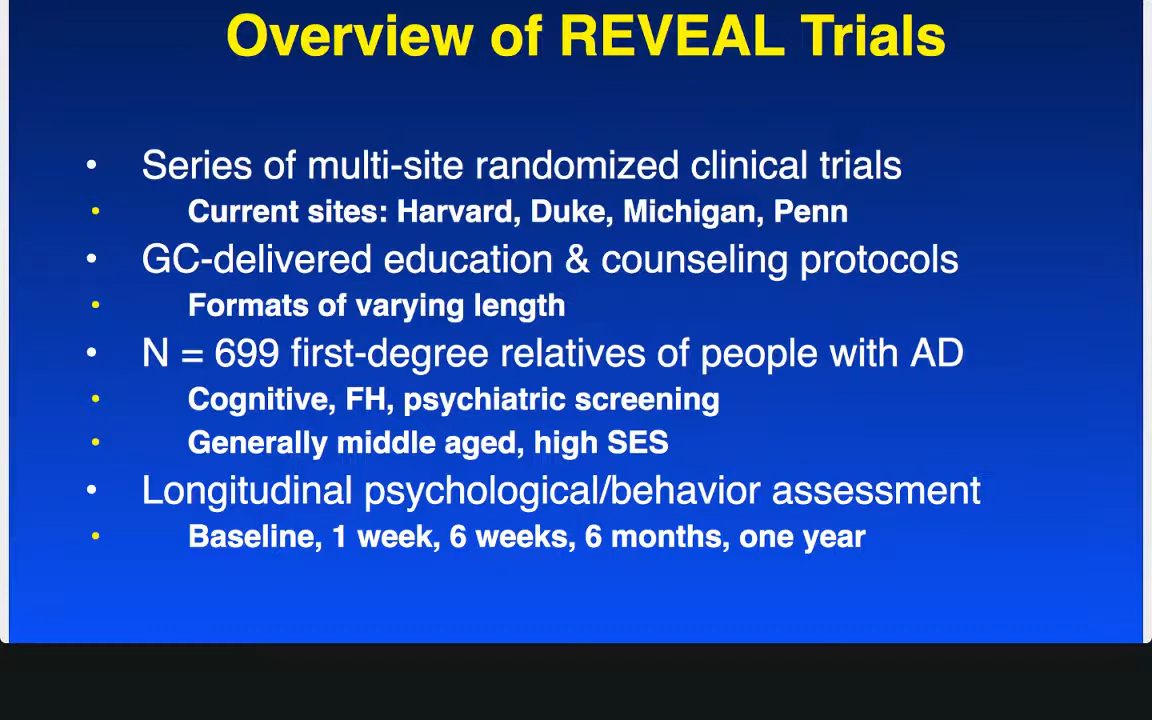 Overview of REVEAL Trials
• Series of multi-site randomized clinical trials
• Current sites: Harvard, Duke, Michigan, Penn
• GC-delivered education & counseling protocols
• Formats of varying length
• N = 699 first-degree relatives of people with AD
• Cognitive, FH, psychiatric screening
• Generally middle aged, high SES
• Longitudinal psychological/behavior assessment
• Baseline, 1 week, 6 weeks, 6 months, one year